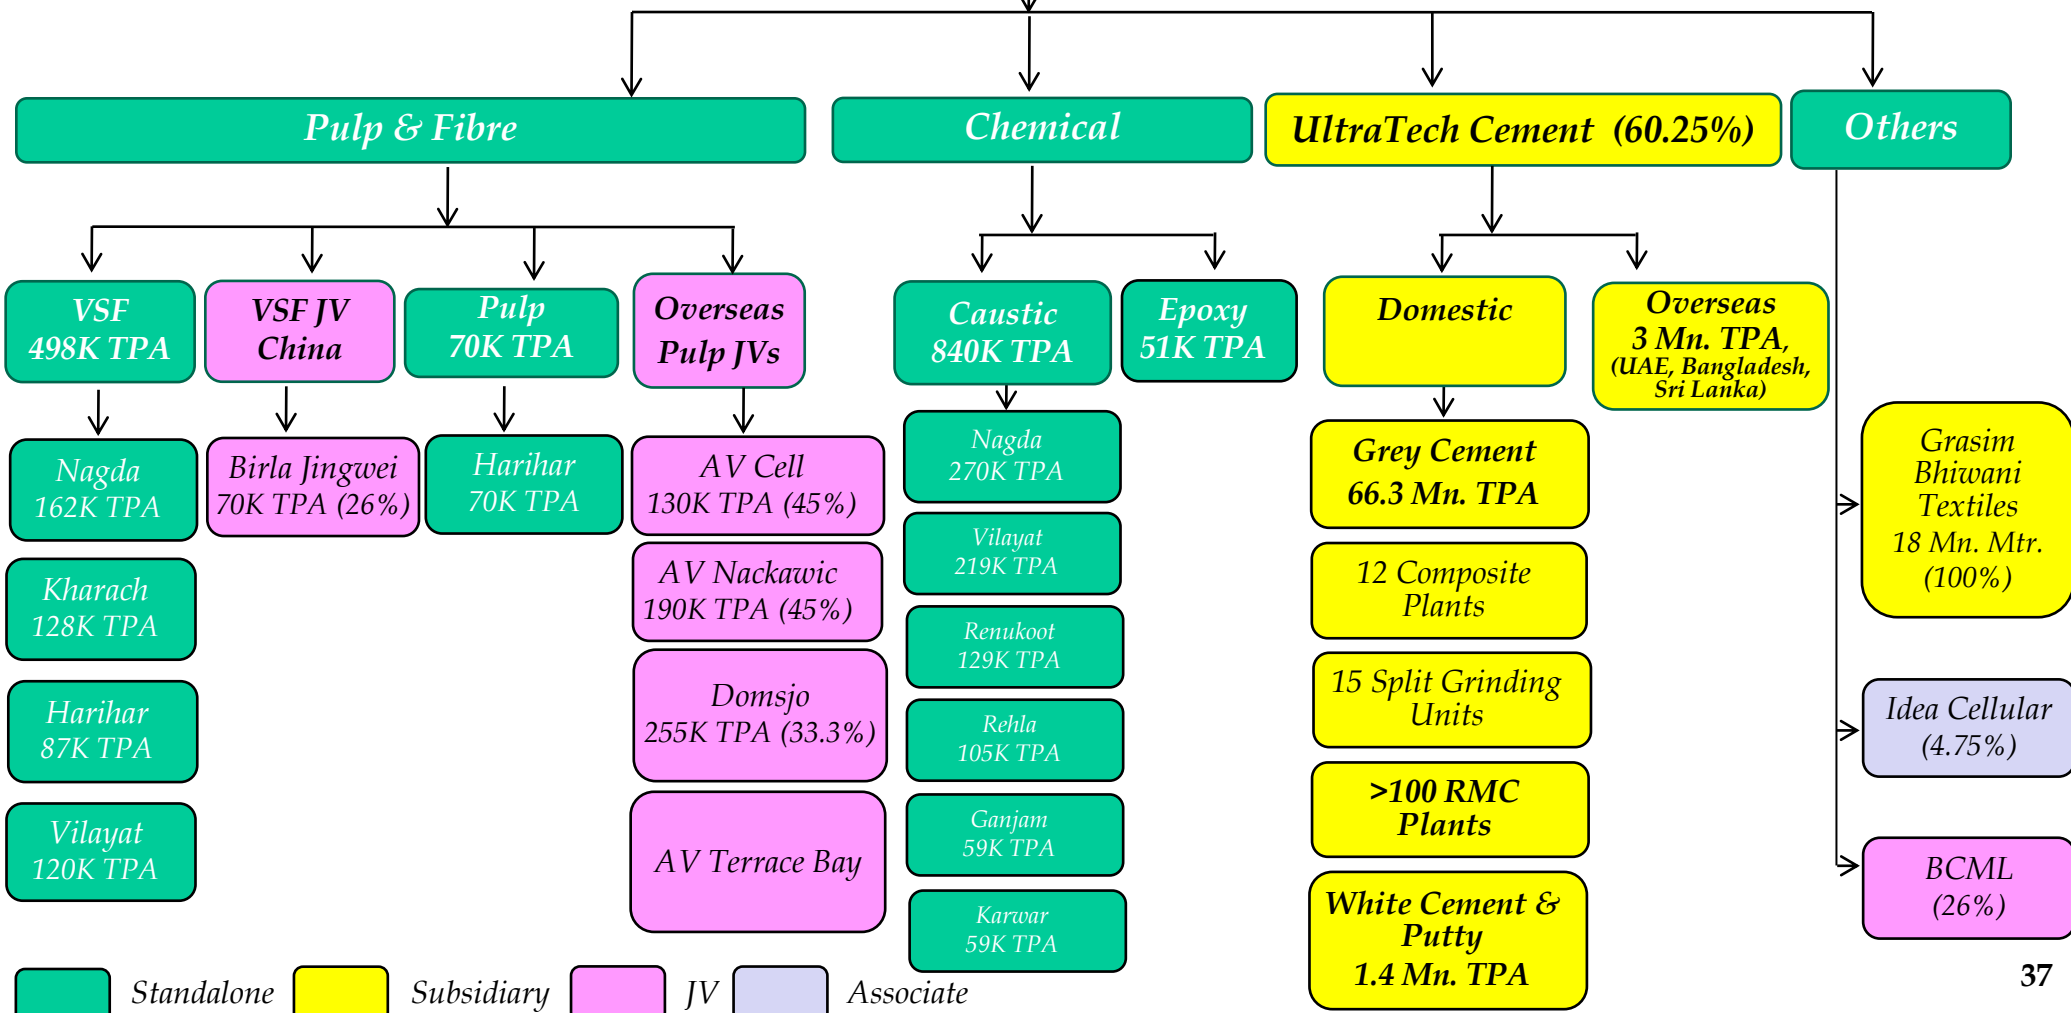 Pulp & Fibre
Chemical
UltraTech Cement (60.25%)
Others
VSF
498K TPA
VSF JV
China
Pulp
70K TPA
Overseas
Pulp JVs
Caustic
840K TPA
Epoxy
51K TPA
Domestic
Overseas
3 Mn. TPA,
(UAE, Bangladesh,
Sri Lanka)
Nagda
162K TPA
Kharach
128K TPA
Harihar
87K TPA
Vilayat
120K TPA
Birla Jingwei
70K TPA (26%)
Harihar
70K TPA
AV Cell
130K TPA (45%)
AV Nackawic
190K TPA (45%)
Domsjo
255K TPA (33.3%)
AV Terrace Bay
Nagda
270K TPA
Vilayat
219K TPA
Renukoot
129K TPA
Rehla
105K TPA
Ganjam
59K TPA
Karwar
59K TPA
Grey Cement
66.3 Mn. TPA
12 Composite
Plants
15 Split Grinding
Units
>100 RMC
Plants
White Cement &
Putty
1.4 Mn. TPA
Grasim
Bhiwani
Textiles
18 Mn. Mtr.
(100%)
Idea Cellular
(4.75%)
BCML
(26%)
Standalone
Subsidiary
JV
Associate
37